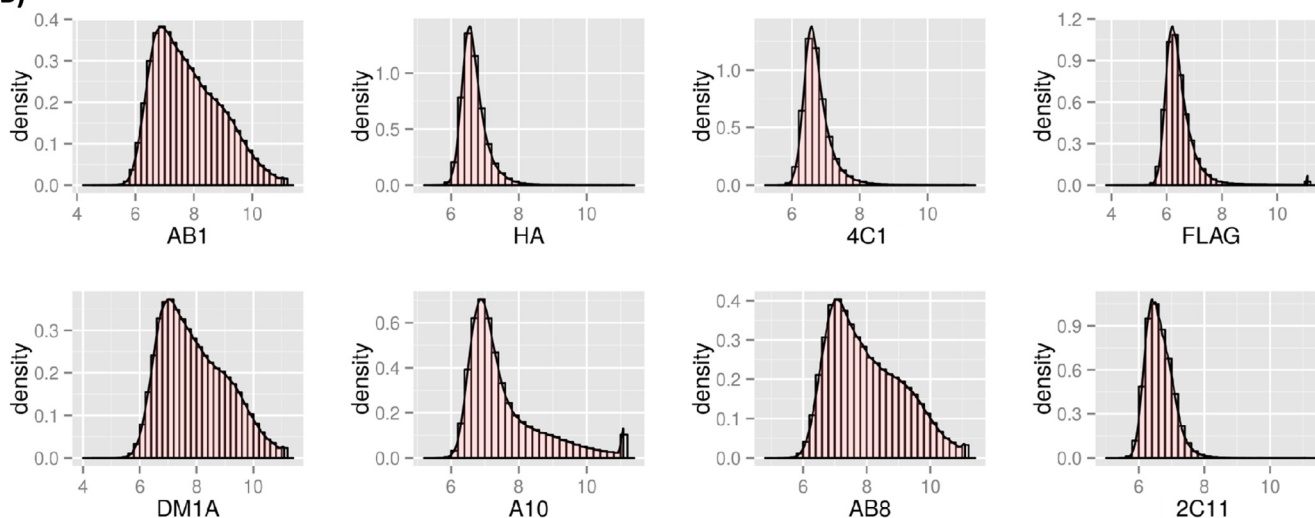 density 0.4 0.3 0.2 0.1 0.0
4 6 8 10
AB1
density 1.0 0.5 0.0
6 8 10
HA
density 1.0 0.5 0.0
6 8 10
4C1
density 1.2 0.9 0.6 0.3 0.0
4 6 8 10
FLAG
density 0.3 0.2 0.1 0.0
4 6 8 10
DM1A
density 0.6 0.4 0.2 0.0
6 8 10
A10
density 0.4 0.3 0.2 0.1 0.0
6 8 10
AB8
density 0.9 0.6 0.3 0.0
6 8 10
2C11